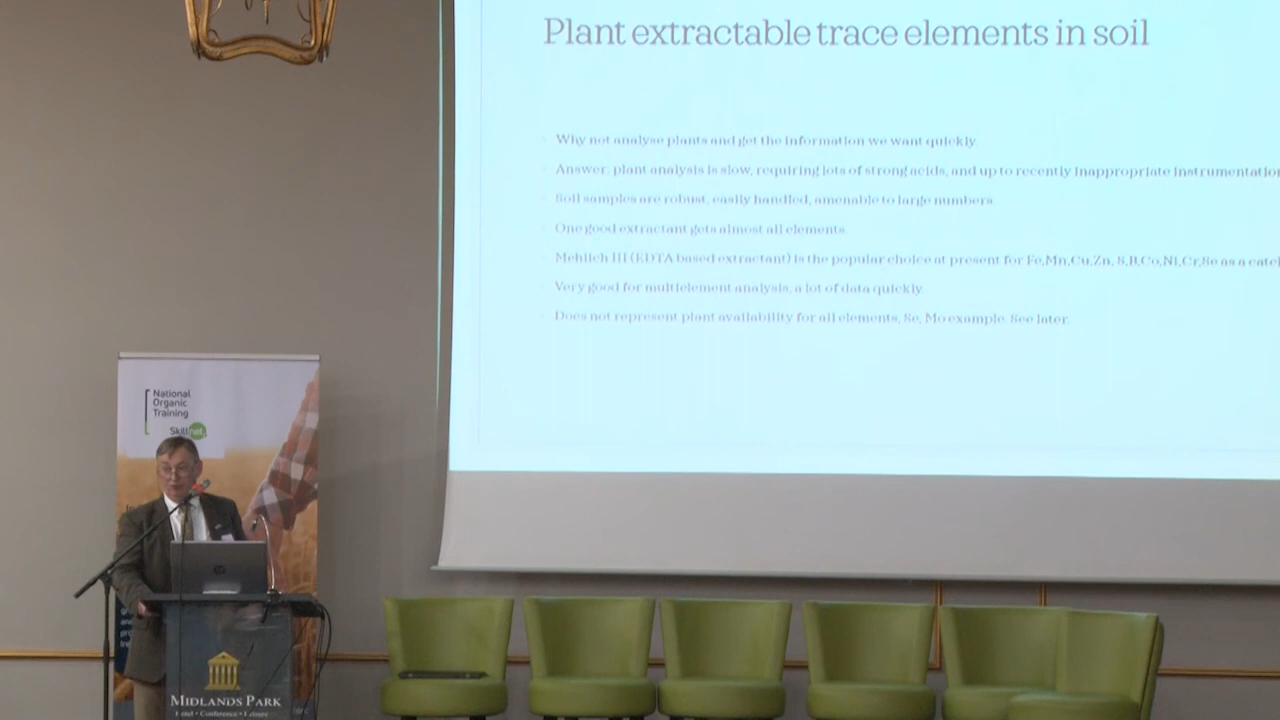 Plant extractable trace elements in soil
Why not analyse plants and get the information we want quickly.
Answer: plant analysis is slow, requiring lots of strong acids, and up to recently inappropriate instrumentation
Soil samples are robust, easily handled, amenable to large numbers.
One good extractant gets almost all elements.
Mehlich III (EDTA based extractant) is the popular choice at present for Fe,Mn,Cu,Zn, S,B,Co,Ni,Cr,Se as a catch
Very good for multielement analysis, a lot of data quickly.
Does not represent plant availability for all elements, Se, Mo example. See later.
National
Organic
Training
Skillnet
hp
MIDLANDS PARK
Hotel • Conference • Leisure